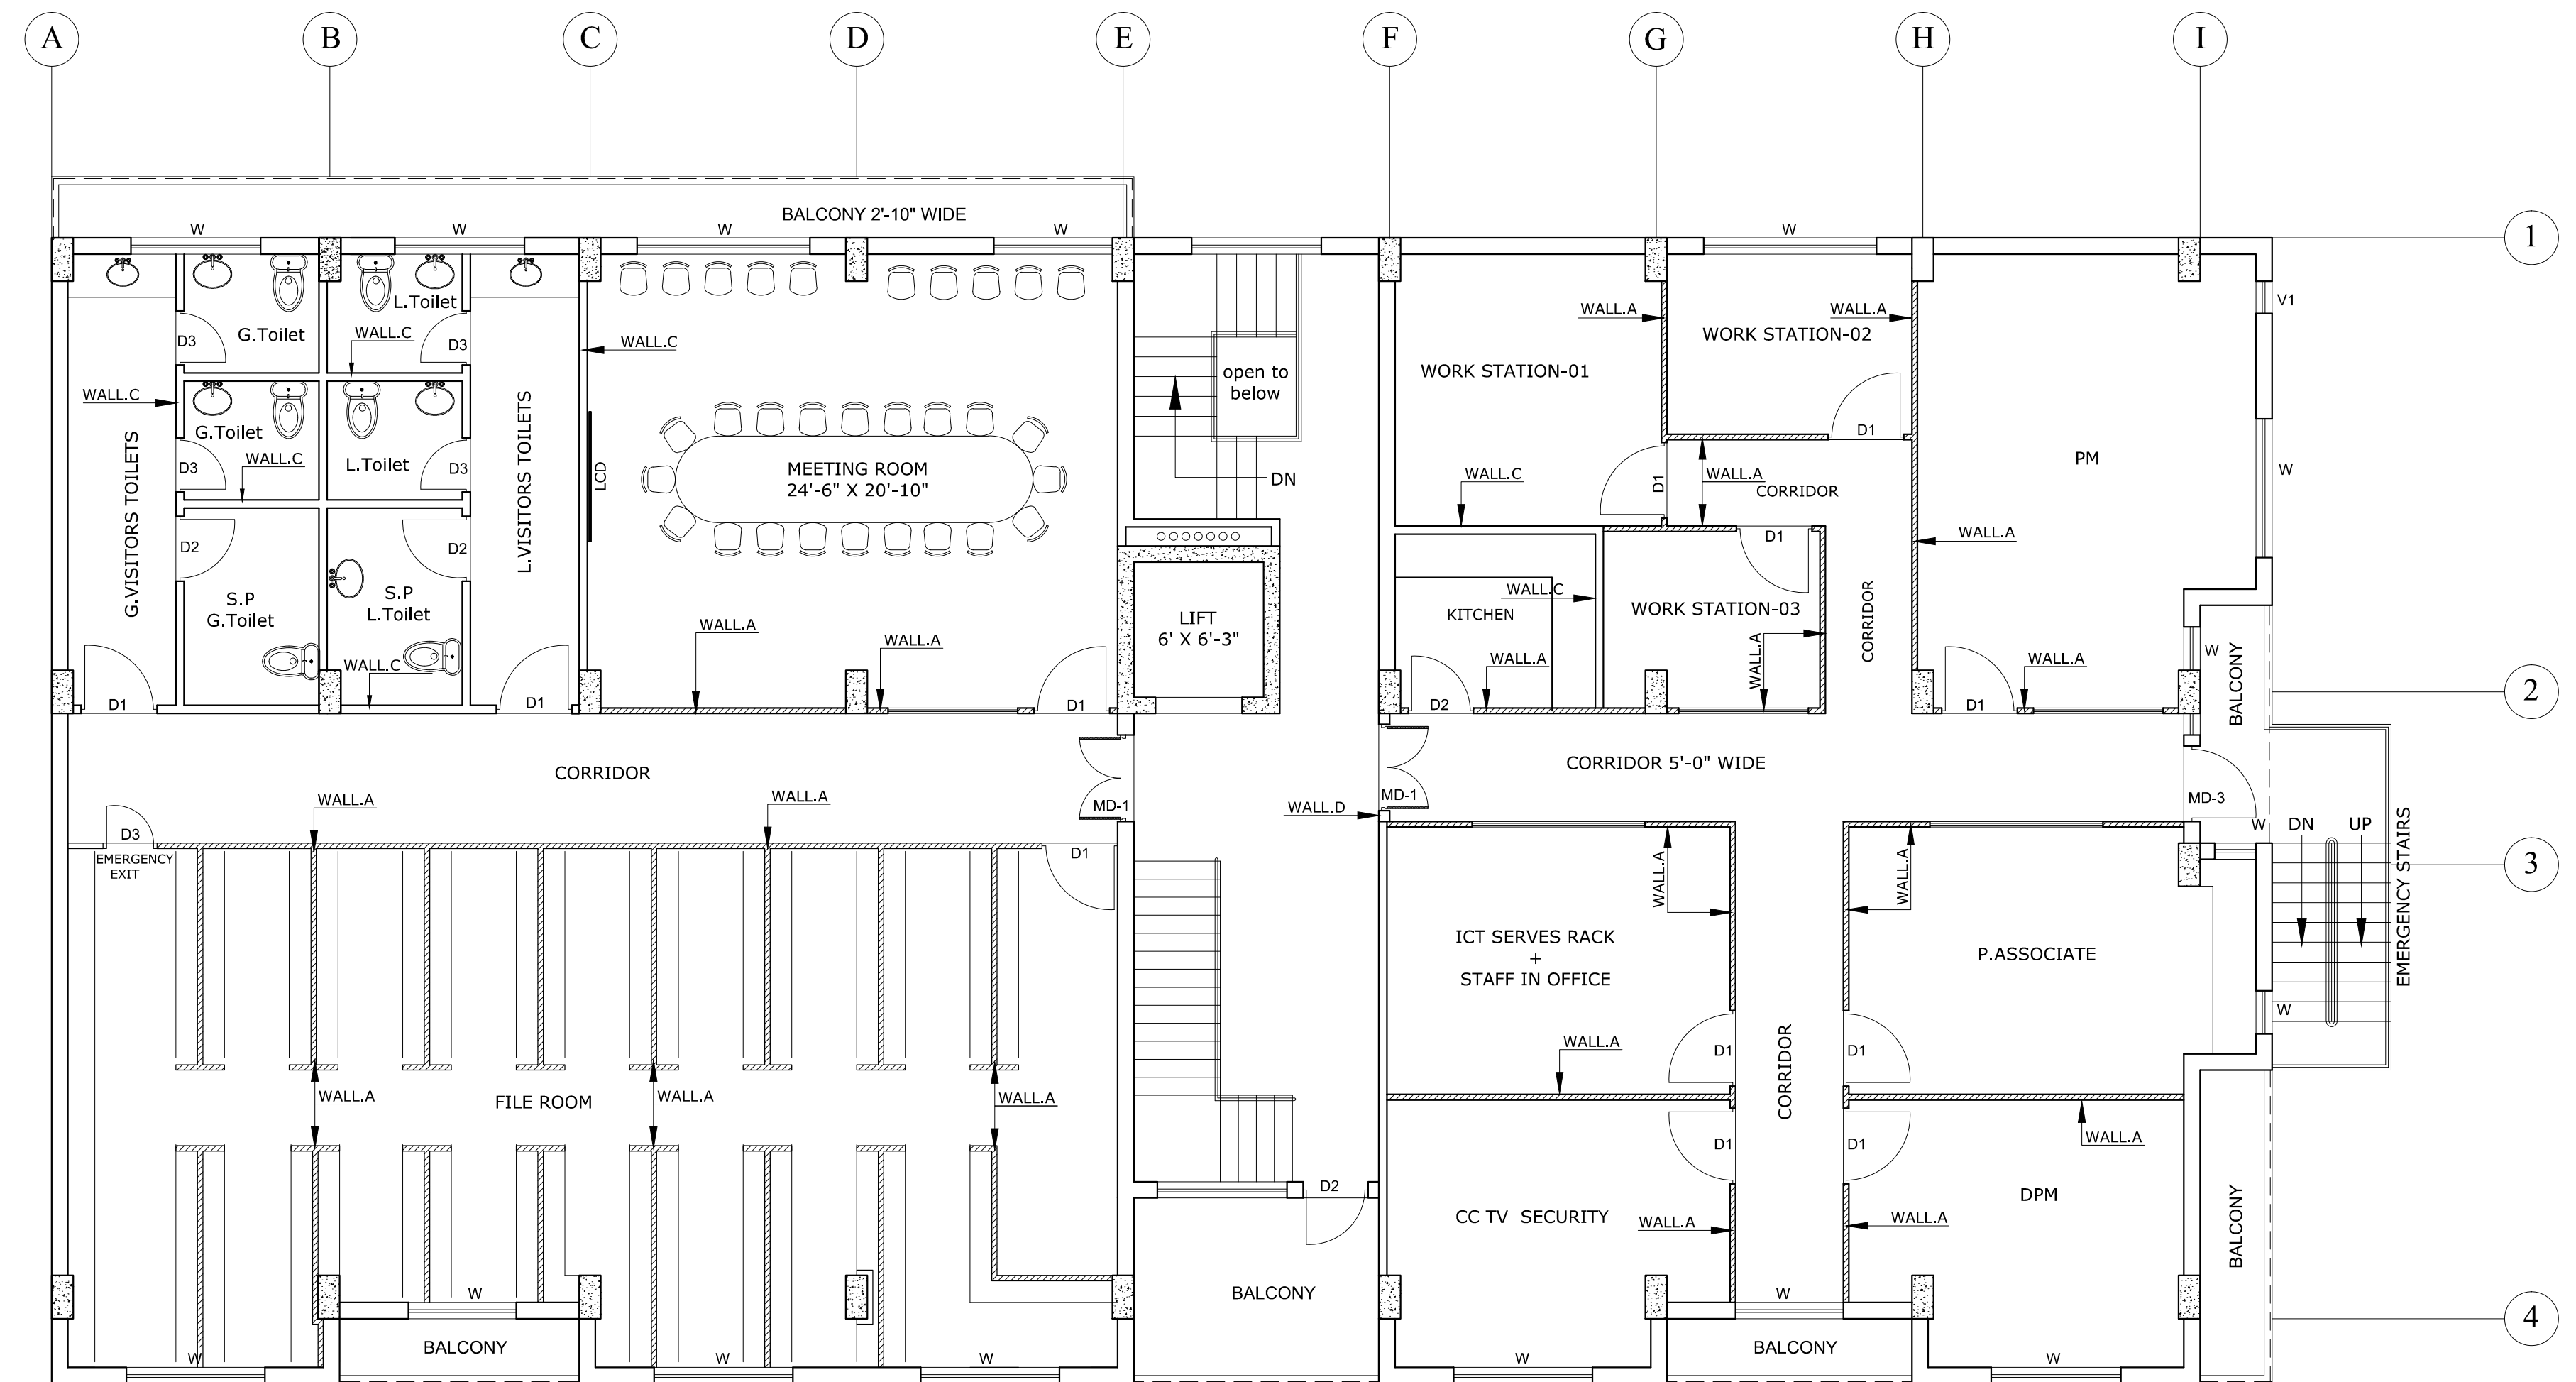 A B C D E F G H I
BALCONY 2'-10" WIDE
W W W W
1
V1
L.Toilet
G.Toilet
D3
WALL.C
D3
WALL.C
WALL.A
WALL.A
WORK STATION-02
WORK STATION-01
open to
below
WALL.C
G.VISITORS TOILETS
G.Toilet
L.VISITORS TOILETS
D3
WALL.C
L.Toilet
D3
LCD
MEETING ROOM
24'-6" X 20'-10"
DN
WALL.C
D1
D1
WALL.A
CORRIDOR
PM
W
D2
D2
D1
WALL.A
S.P
G.Toilet
S.P
L.Toilet
WALL.C
WALL.A
WALL.A
LIFT
6' X 6'-3"
KITCHEN
WALL.C
WORK STATION-03
WALL.A
WALL.A
CORRIDOR
WALL.A
W
BALCONY
2
D1
D1
D1
D2
D1
CORRIDOR
CORRIDOR 5'-0" WIDE
MD-1
MD-1
MD-3
WALL.D
WALL.A
WALL.A
D3
EMERGENCY
EXIT
D1
W
DN
UP
EMERGENCY STAIRS
3
WALL.A
WALL.A
ICT SERVES RACK
+
STAFF IN OFFICE
P.ASSOCIATE
W
WALL.A
D1
D1
CORRIDOR
FILE ROOM
WALL.A
WALL.A
WALL.A
D1
D1
WALL.A
D2
CC TV SECURITY
WALL.A
WALL.A
DPM
BALCONY
W
BALCONY
W
4
BALCONY
BALCONY
W W W W W